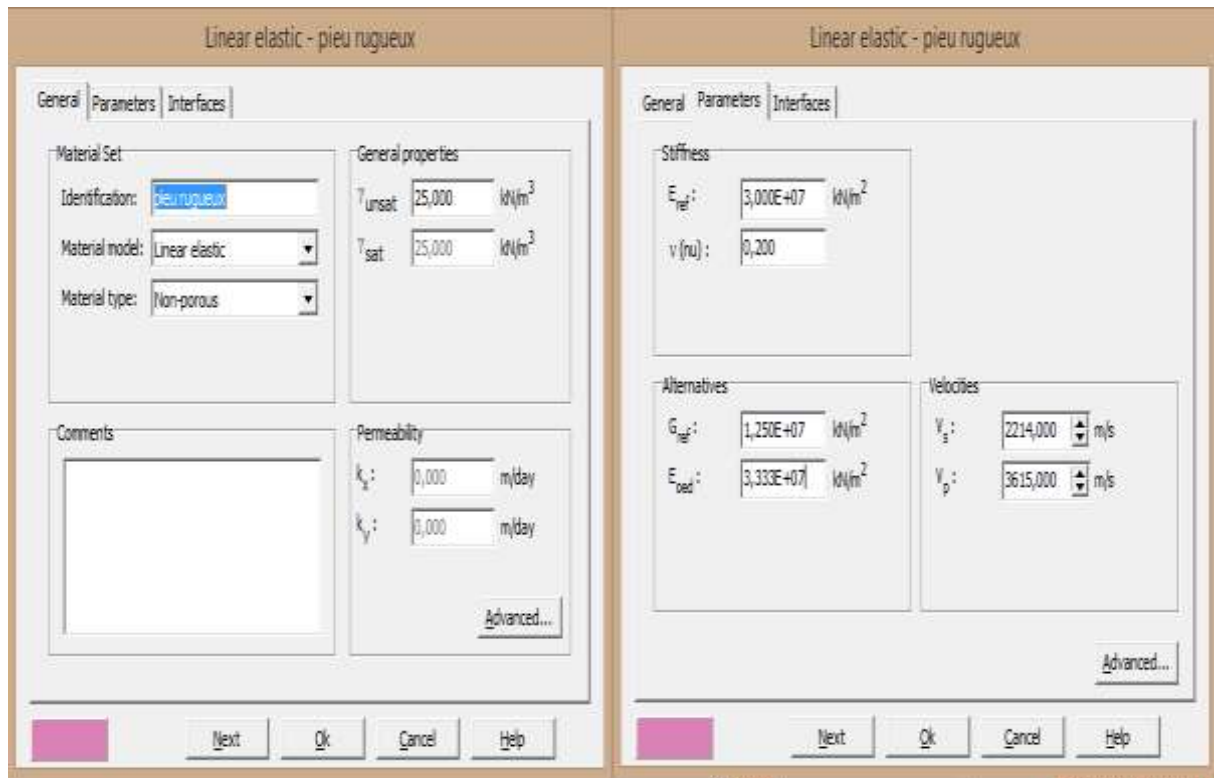 Linear elastic - pieu rugueux
General Parameters Interfaces
Material Set
Identification: pieu rugueux
Material model: Linear elastic
Material type: Non-porous
General properties
γunsat 25,000 kN/m³
γsat 25,000 kN/m³
Comments
Permeability
kx: 0,000 m/day
ky: 0,000 m/day
Advanced...
Next Ok Cancel Help
Linear elastic - pieu rugueux
General Parameters Interfaces
Stiffness
Eref: 3,000E+07 kN/m²
ν (nu): 0,200
Alternatives
Gref: 1,250E+07 kN/m²
Eoed: 3,333E+07 kN/m²
Velocities
Vs: 2214,000 m/s
Vp: 3615,000 m/s
Advanced...
Next Ok Cancel Help